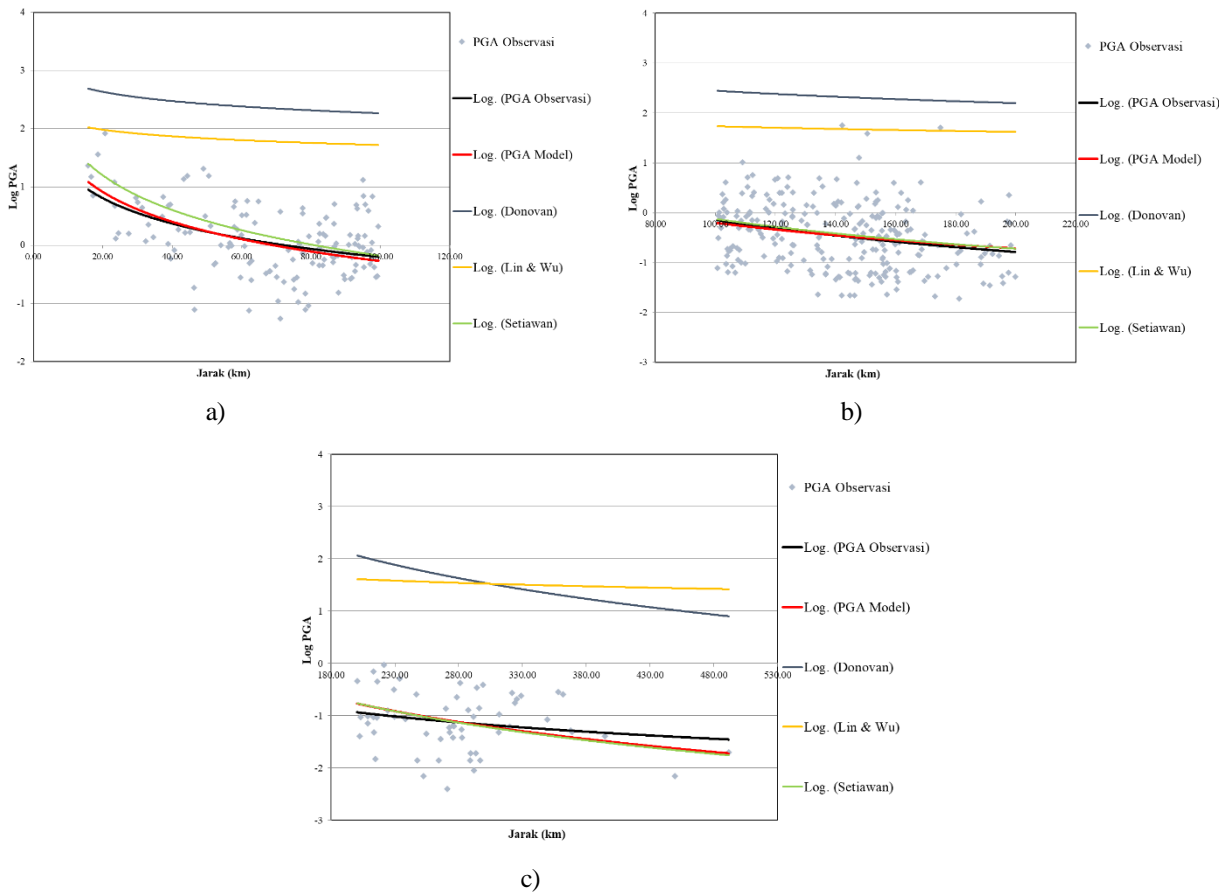 4
3
2
1
0
-1
-2
Log PGA
0.00 20.00 40.00 60.00 80.00 100.00 120.00
Jarak (km)
PGA Observasi
Log. (PGA Observasi)
Log. (PGA Model)
Log. (Donovan)
Log. (Lin & Wu)
Log. (Setiawan)
a)
4
3
2
1
0
-1
-2
-3
Log PGA
80.00 100.00 120.00 140.00 160.00 180.00 200.00 220.00
Jarak (km)
PGA Observasi
Log. (PGA Observasi)
Log. (PGA Model)
Log. (Donovan)
Log. (Lin & Wu)
Log. (Setiawan)
b)
4
3
2
1
0
-1
-2
-3
Log PGA
180.00 230.00 280.00 330.00 380.00 430.00 480.00 530.00
Jarak (km)
PGA Observasi
Log. (PGA Observasi)
Log. (PGA Model)
Log. (Donovan)
Log. (Lin & Wu)
Log. (Setiawan)
c)